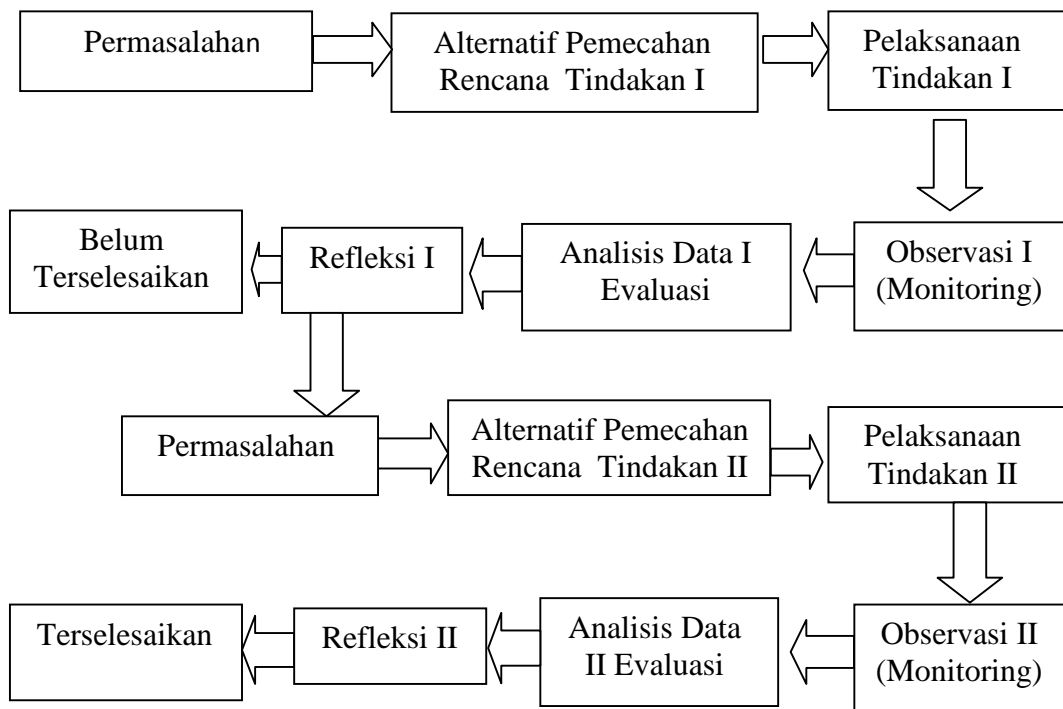 Permasalahan
Alternatif Pemecahan
Rencana Tindakan I
Pelaksanaan
Tindakan I
Belum
Terselesaikan
Refleksi I
Analisis Data I
Evaluasi
Observasi I
(Monitoring)
Permasalahan
Alternatif Pemecahan
Rencana Tindakan II
Pelaksanaan
Tindakan II
Terselesaikan
Refleksi II
Analisis Data
II Evaluasi
Observasi II
(Monitoring)